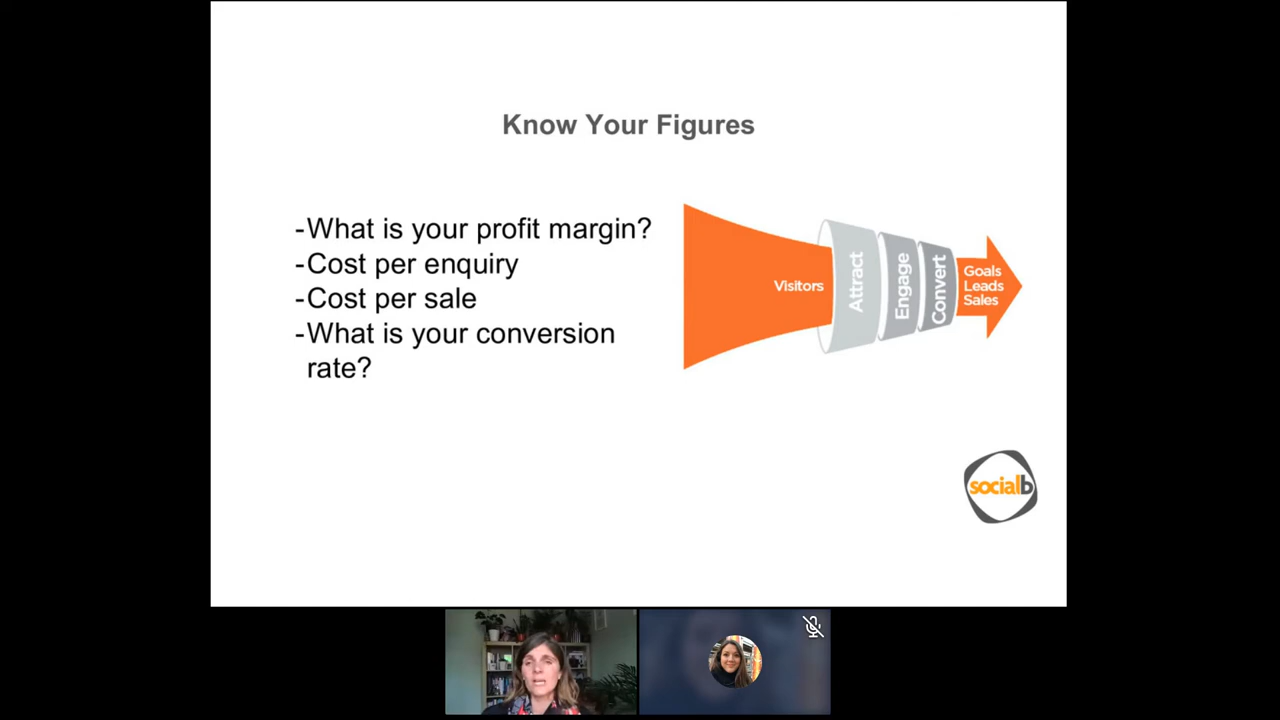 Know Your Figures
-What is your profit margin?
-Cost per enquiry
-Cost per sale
-What is your conversion
rate?
Visitors
Attract
Engage
Convert
Goals
Leads
Sales
socialb